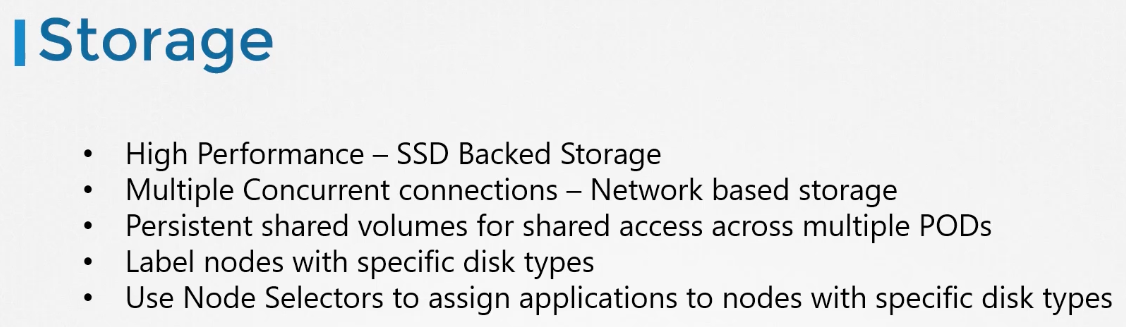 Storage
• High Performance – SSD Backed Storage
• Multiple Concurrent connections – Network based storage
• Persistent shared volumes for shared access across multiple PODs
• Label nodes with specific disk types
• Use Node Selectors to assign applications to nodes with specific disk types